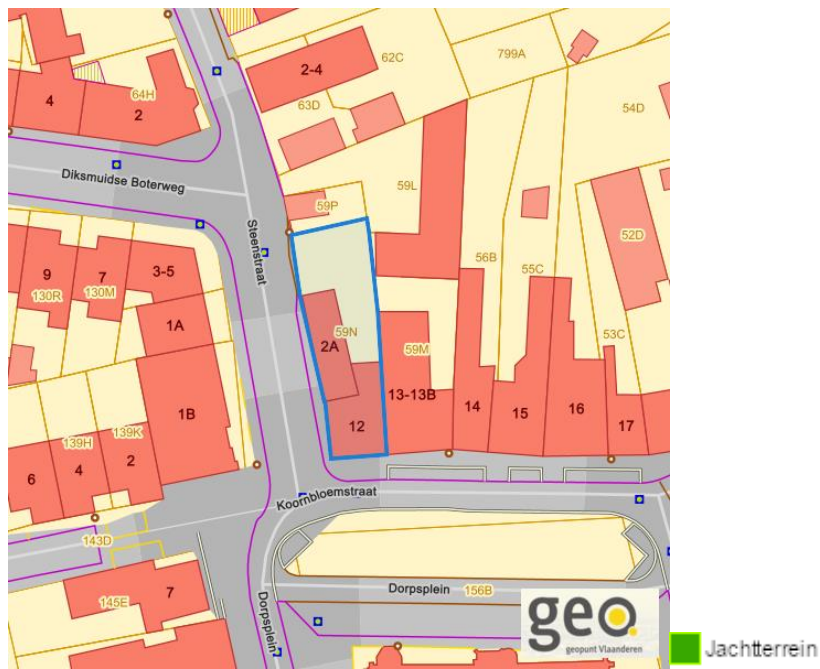 62C
799A
2-4
63D
54D
4
2
64H
Diksmuidse Boterweg
59L
59P
Steenstraat
52D
56B
55C
9
7
3-5
130R
130M
1A
59N
2A
59M
53C
13-13B
14
15
16
17
12
1B
139H
139K
6
4
2
Koornbloemstraat
143D
7
145E
Dorpsplein
156B
Dorpsplein
geo.
geopunt Vlaanderen
Jachtterrein